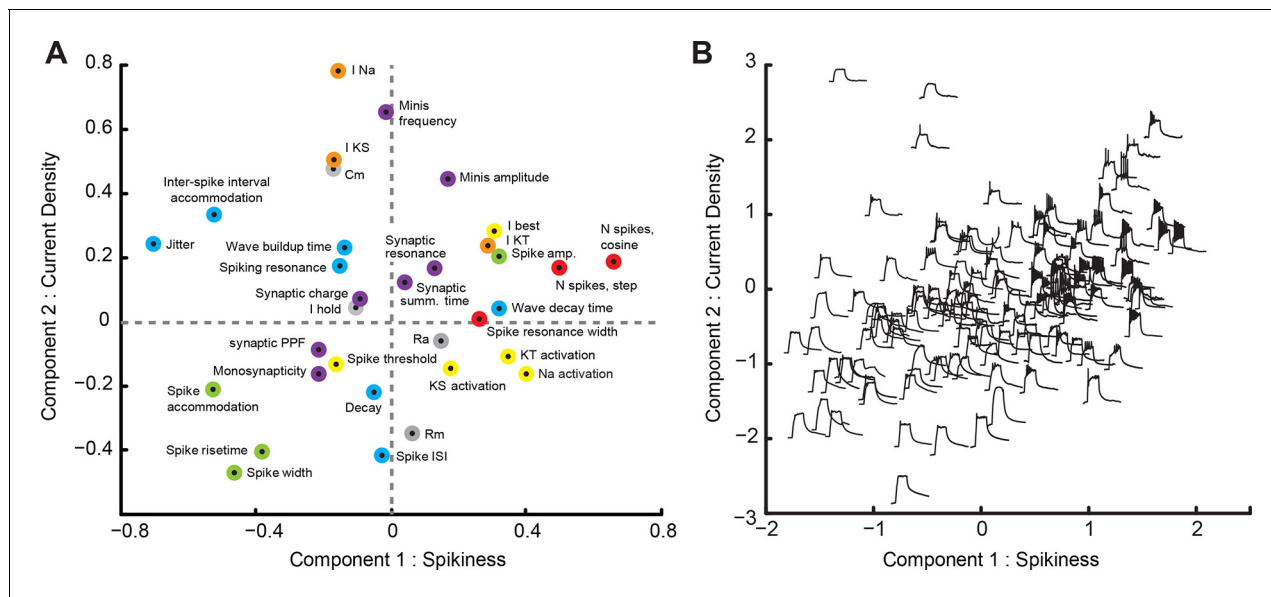 A
B
0.8
0.6
0.4
0.2
0
−0.2
−0.4
Component 2 : Current Density
I Na
Minis
frequency
I KS
Cm
Minis amplitude
Inter-spike interval
accommodation
Jitter
Wave buildup time
Spiking resonance
Synaptic
resonance
I best
I KT
Spike amp.
N spikes,
cosine
N spikes, step
Synaptic charge
I hold
Synaptic
summ. time
Wave decay time
Spike resonance width
synaptic PPF
Ra
Spike threshold
KT activation
Monosynapticity
KS activation
Na activation
Spike
accommodation
Decay
Rm
Spike risetime
Spike ISI
Spike width
−0.8
−0.4
0
0.4
0.8
Component 1 : Spikiness
3
2
1
0
−1
−2
−3
Component 2 : Current Density
−2
−1
0
1
2
Component 1 : Spikiness